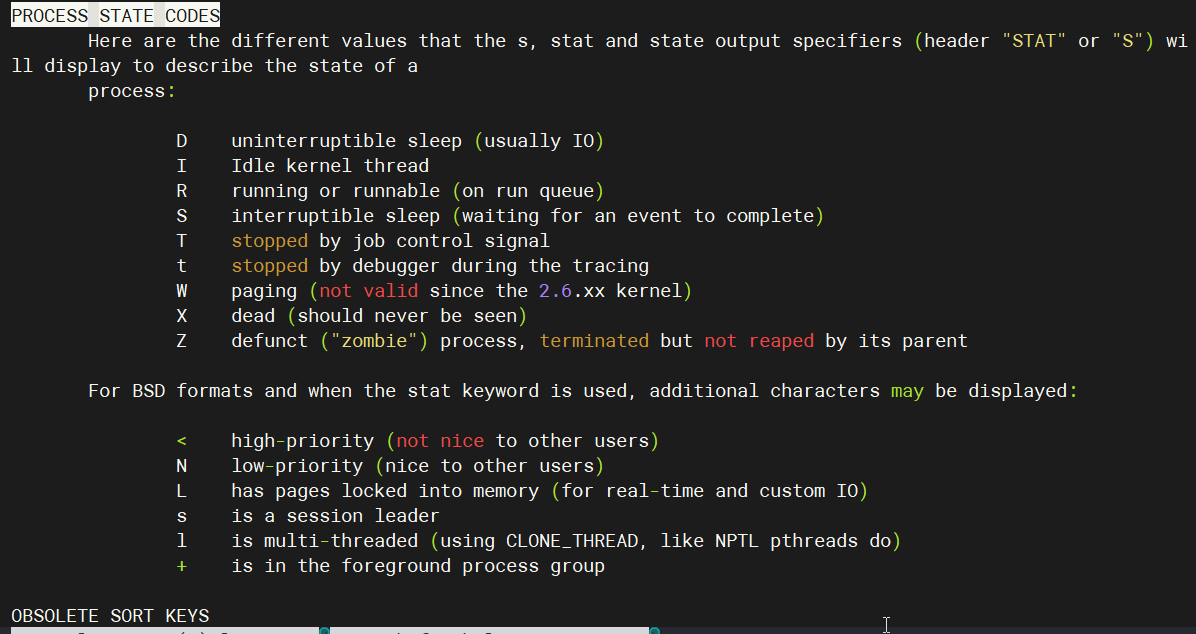 PROCESS STATE CODES
Here are the different values that the s, stat and state output specifiers (header "STAT" or "S") wi
ll display to describe the state of a
process:
D uninterruptible sleep (usually IO)
I Idle kernel thread
R running or runnable (on run queue)
S interruptible sleep (waiting for an event to complete)
T stopped by job control signal
t stopped by debugger during the tracing
W paging (not valid since the 2.6.xx kernel)
X dead (should never be seen)
Z defunct ("zombie") process, terminated but not reaped by its parent
For BSD formats and when the stat keyword is used, additional characters may be displayed:
< high-priority (not nice to other users)
N low-priority (nice to other users)
L has pages locked into memory (for real-time and custom IO)
s is a session leader
l is multi-threaded (using CLONE_THREAD, like NPTL pthreads do)
+ is in the foreground process group
OBSOLETE SORT KEYS